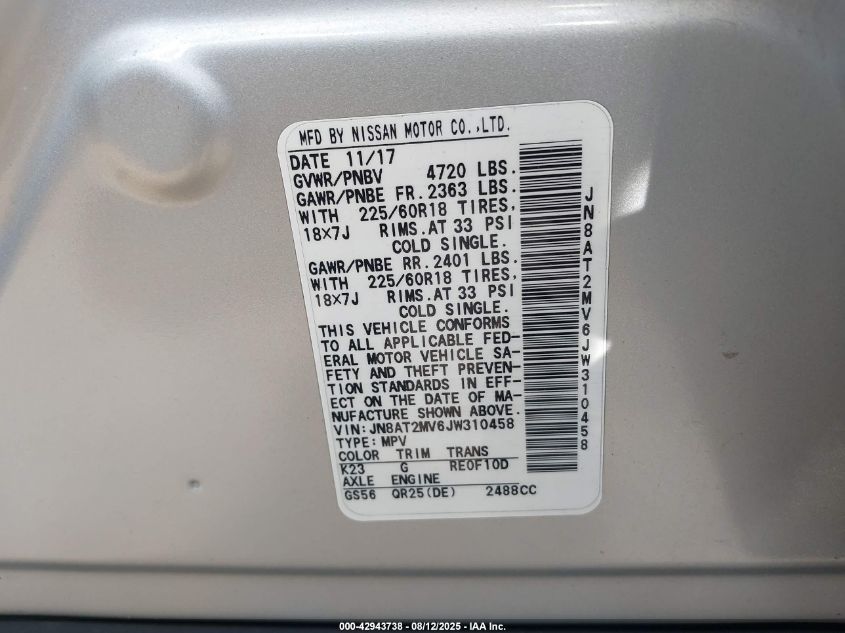 MFD BY NISSAN MOTOR CO.,LTD.
DATE 11/17
GVWR/PNBV 4720 LBS.
GAWR/PNBE FR.2363 LBS.
WITH 225/60R18 TIRES,
18×7J RIMS.AT 33 PSI
COLD SINGLE.
GAWR/PNBE RR.2401 LBS.
WITH 225/60R18 TIRES,
18×7J RIMS.AT 33 PSI
COLD SINGLE.
THIS VEHICLE CONFORMS
TO ALL APPLICABLE FED-
ERAL MOTOR VEHICLE SA-
FETY AND THEFT PREVEN-
TION STANDARDS IN EFF-
ECT ON THE DATE OF MA-
NUFACTURE SHOWN ABOVE.
VIN:JN8AT2MV6JW310458
TYPE:MPV
COLOR TRIM TRANS
K23 G RE0F10D
AXLE ENGINE
GS56 QR25(DE) 2488CC
JN8AT2MV6JW310458
000-42943738 - 08/12/2025 - IAA Inc.